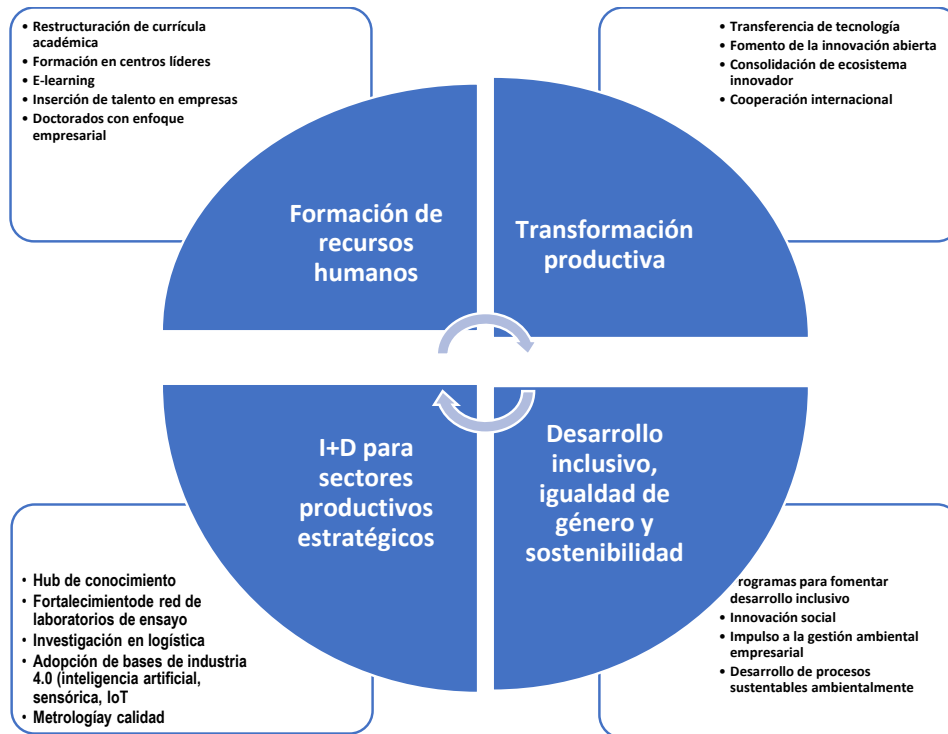 • Restructuración de currícula
académica
• Formación en centros líderes
• E-learning
• Inserción de talento en empresas
• Doctorados con enfoque
empresarial
• Transferencia de tecnología
• Fomento de la innovación abierta
• Consolidación de ecosistema
innovador
• Cooperación internacional
Formación de
recursos
humanos
Transformación
productiva
I+D para
sectores
productivos
estratégicos
Desarrollo
inclusivo,
igualdad de
género y
sostenibilidad
• Hub de conocimiento
• Fortalecimientode red de
laboratorios de ensayo
• Investigación en logística
• Adopción de bases de industria
4.0 (inteligencia artificial,
sensórica, IoT
• Metrologíay calidad
rogramas para fomentar
desarrollo inclusivo
• Innovación social
• Impulso a la gestión ambiental
empresarial
• Desarrollo de procesos
sustentables ambientalmente